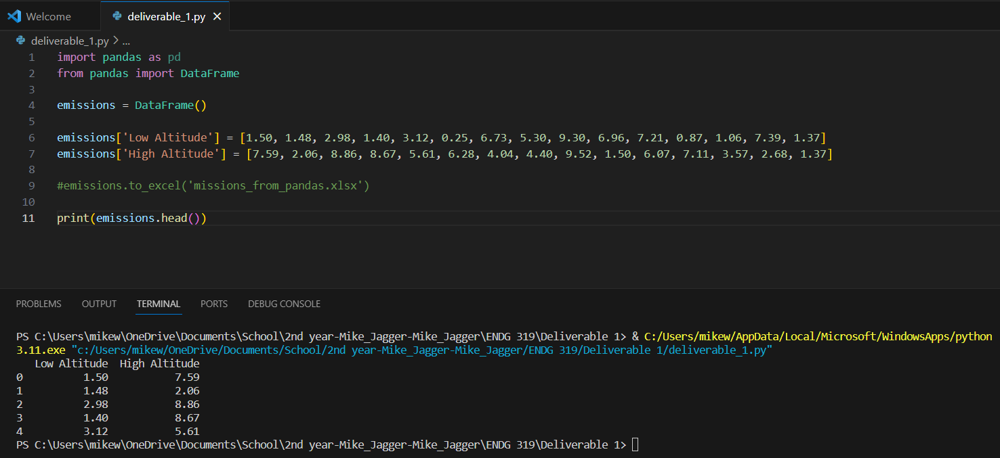 Welcome deliverable_1.py
deliverable_1.py > ...
1 import pandas as pd
2 from pandas import DataFrame
3
4 emissions = DataFrame()
5
6 emissions['Low Altitude'] = [1.50, 1.48, 2.98, 1.40, 3.12, 0.25, 6.73, 5.30, 9.30, 6.96, 7.21, 0.87, 1.06, 7.39, 1.37]
7 emissions['High Altitude'] = [7.59, 2.06, 8.86, 8.67, 5.61, 6.28, 4.04, 4.40, 9.52, 1.50, 6.07, 7.11, 3.57, 2.68, 1.37]
8
9 #emissions.to_excel('missions_from_pandas.xlsx')
10
11 print(emissions.head())
PROBLEMS OUTPUT TERMINAL PORTS DEBUG CONSOLE
PS C:\Users\mikew\OneDrive\Documents\School\2nd year-Mike_Jagger-Mike_Jagger\ENDG 319\Deliverable 1> & C:/Users/mikew/AppData/Local/Microsoft/WindowsApps/python
3.11.exe "c:/Users/mikew/OneDrive/Documents/School/2nd year-Mike_Jagger-Mike_Jagger/ENDG 319/Deliverable 1/deliverable_1.py"
Low Altitude High Altitude
0 1.50 7.59
1 1.48 2.06
2 2.98 8.86
3 1.40 8.67
4 3.12 5.61
PS C:\Users\mikew\OneDrive\Documents\School\2nd year-Mike_Jagger-Mike_Jagger\ENDG 319\Deliverable 1>